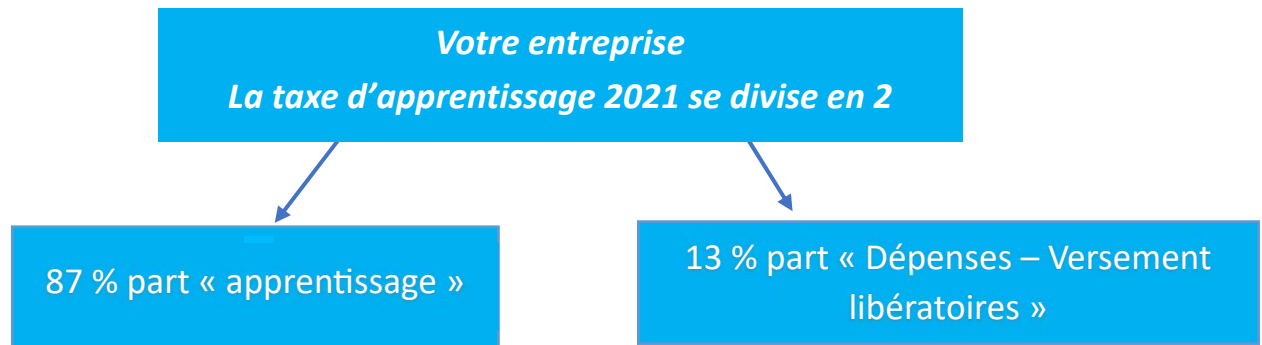 Votre entreprise
La taxe d’apprentissage 2021 se divise en 2
87 % part « apprentissage »
13 % part « Dépenses – Versement
libératoires »